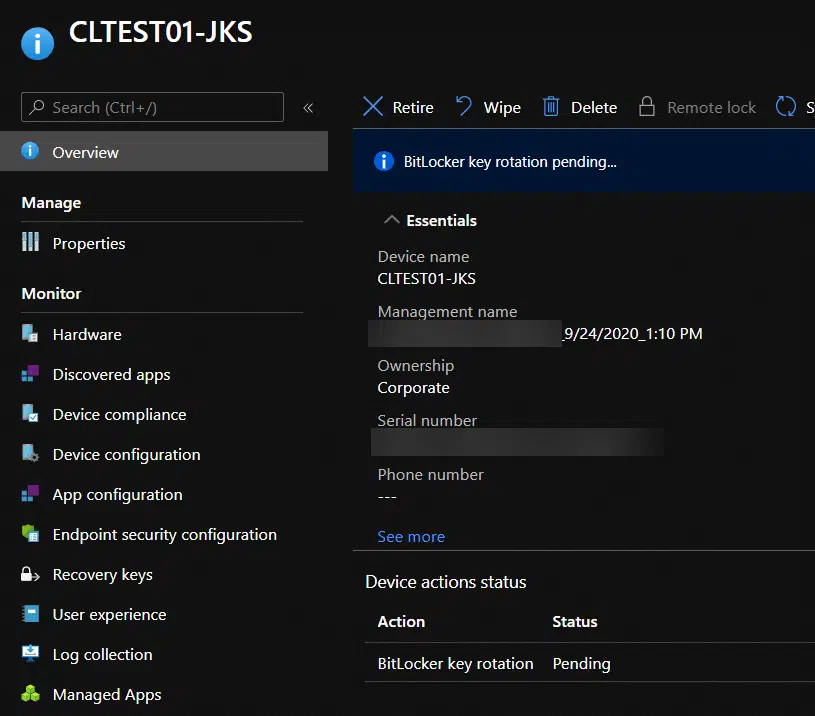 CLTEST01-JKS
Search (Ctrl+/)
«
Overview
Manage
Properties
Monitor
Hardware
Discovered apps
Device compliance
Device configuration
App configuration
Endpoint security configuration
Recovery keys
User experience
Log collection
Managed Apps
Retire Wipe Delete Remote lock S
BitLocker key rotation pending...
Essentials
Device name
CLTEST01-JKS
Management name
_9/24/2020_1:10 PM
Ownership
Corporate
Serial number
Phone number
---
See more
Device actions status
Action Status
BitLocker key rotation Pending